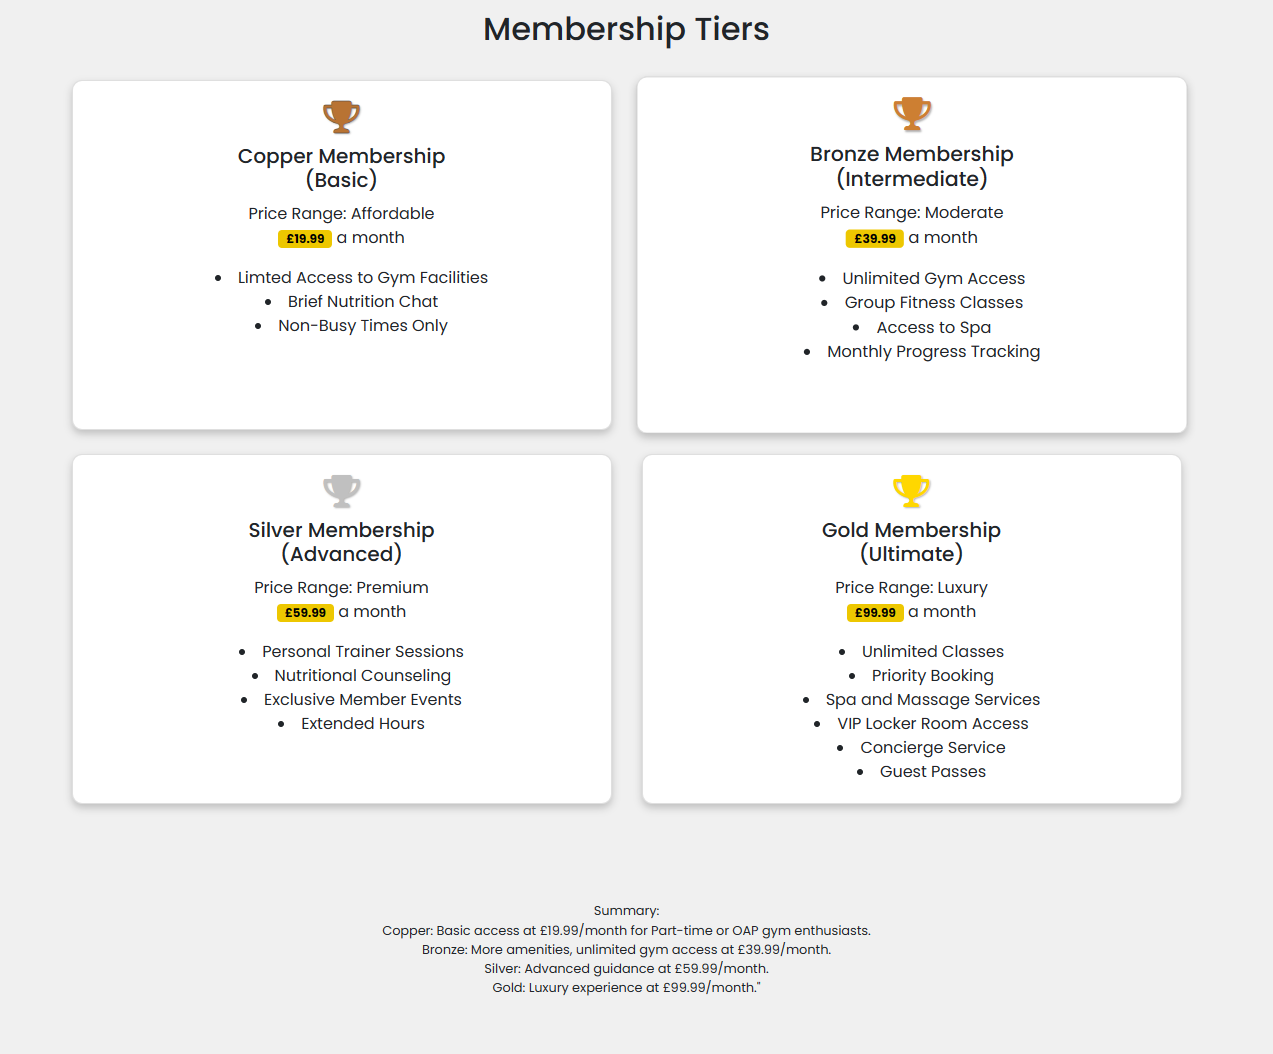 Membership Tiers
Copper Membership
(Basic)
Price Range: Affordable
£19.99 a month
• Limted Access to Gym Facilities
• Brief Nutrition Chat
• Non-Busy Times Only
Bronze Membership
(Intermediate)
Price Range: Moderate
£39.99 a month
• Unlimited Gym Access
• Group Fitness Classes
• Access to Spa
• Monthly Progress Tracking
Silver Membership
(Advanced)
Price Range: Premium
£59.99 a month
• Personal Trainer Sessions
• Nutritional Counseling
• Exclusive Member Events
• Extended Hours
Gold Membership
(Ultimate)
Price Range: Luxury
£99.99 a month
• Unlimited Classes
• Priority Booking
• Spa and Massage Services
• VIP Locker Room Access
• Concierge Service
• Guest Passes
Summary:
Copper: Basic access at £19.99/month for Part-time or OAP gym enthusiasts.
Bronze: More amenities, unlimited gym access at £39.99/month.
Silver: Advanced guidance at £59.99/month.
Gold: Luxury experience at £99.99/month."